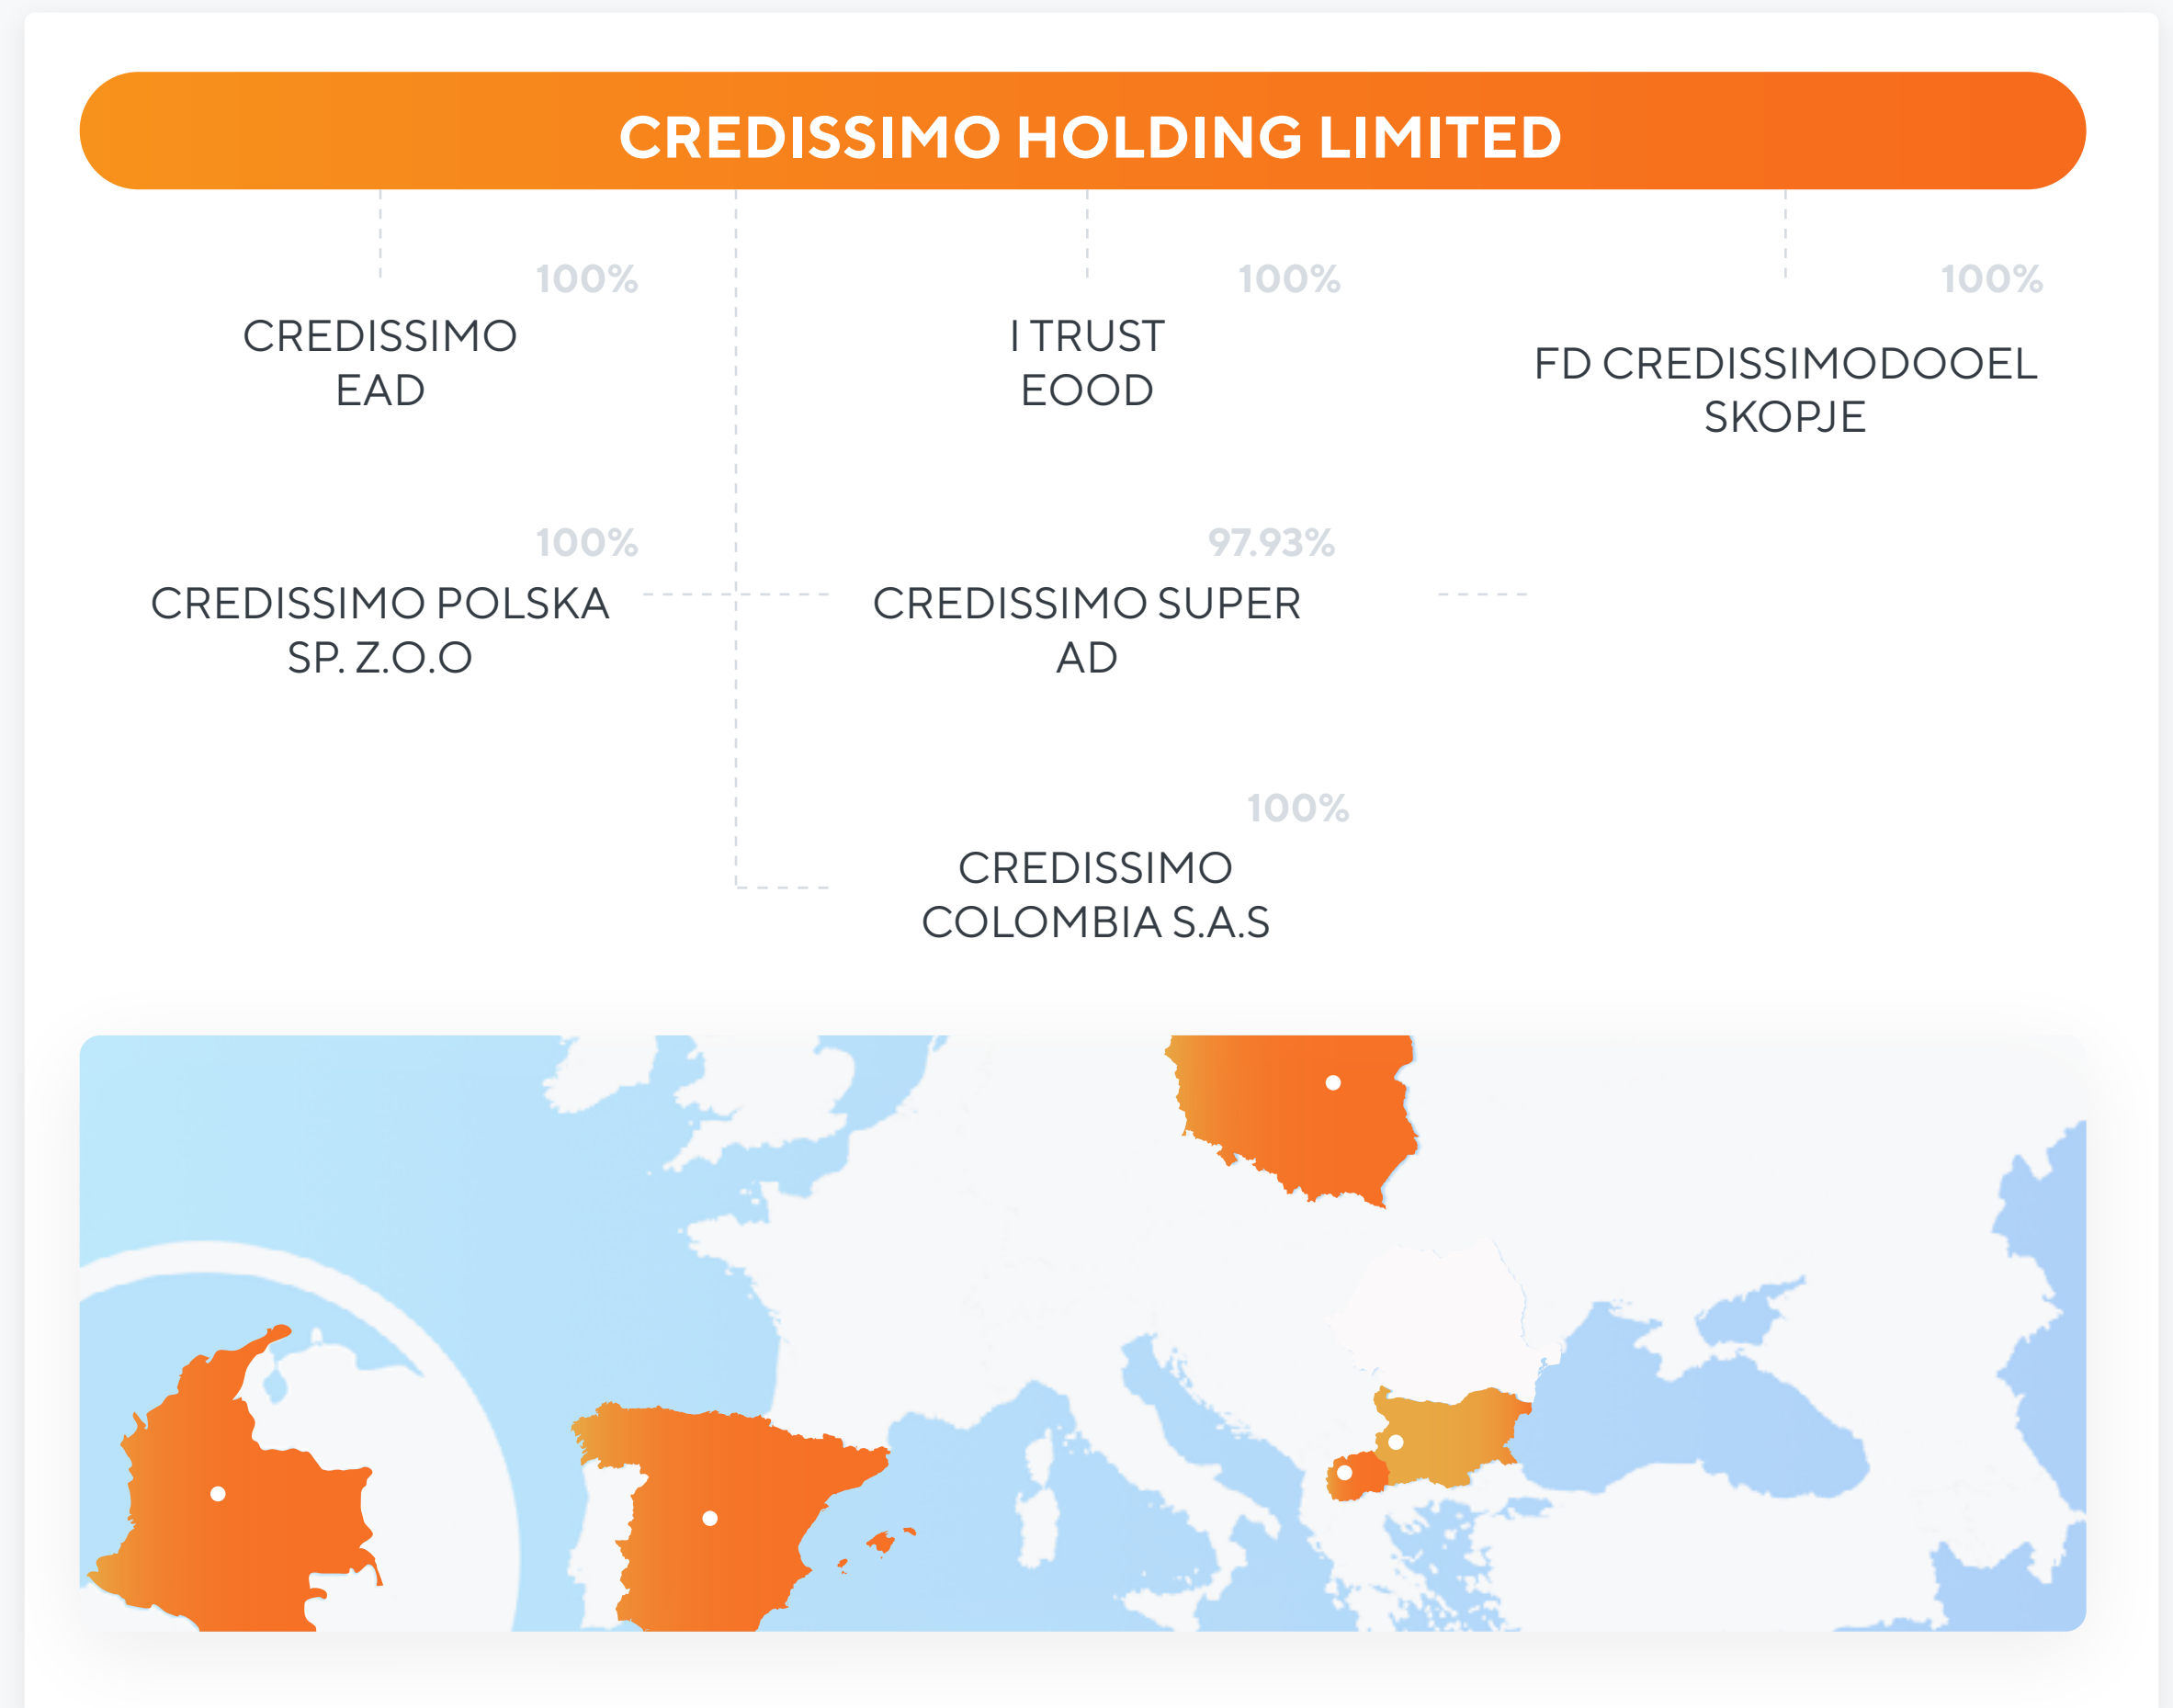 CREDISSIMO HOLDING LIMITED
100%
CREDISSIMO
EAD
100%
I TRUST
EOOD
100%
FD CREDISSIMODOOEL
SKOPJE
100%
CREDISSIMO POLSKA
SP. Z.O.O
97.93%
CREDISSIMO SUPER
AD
100%
CREDISSIMO
COLOMBIA S.A.S